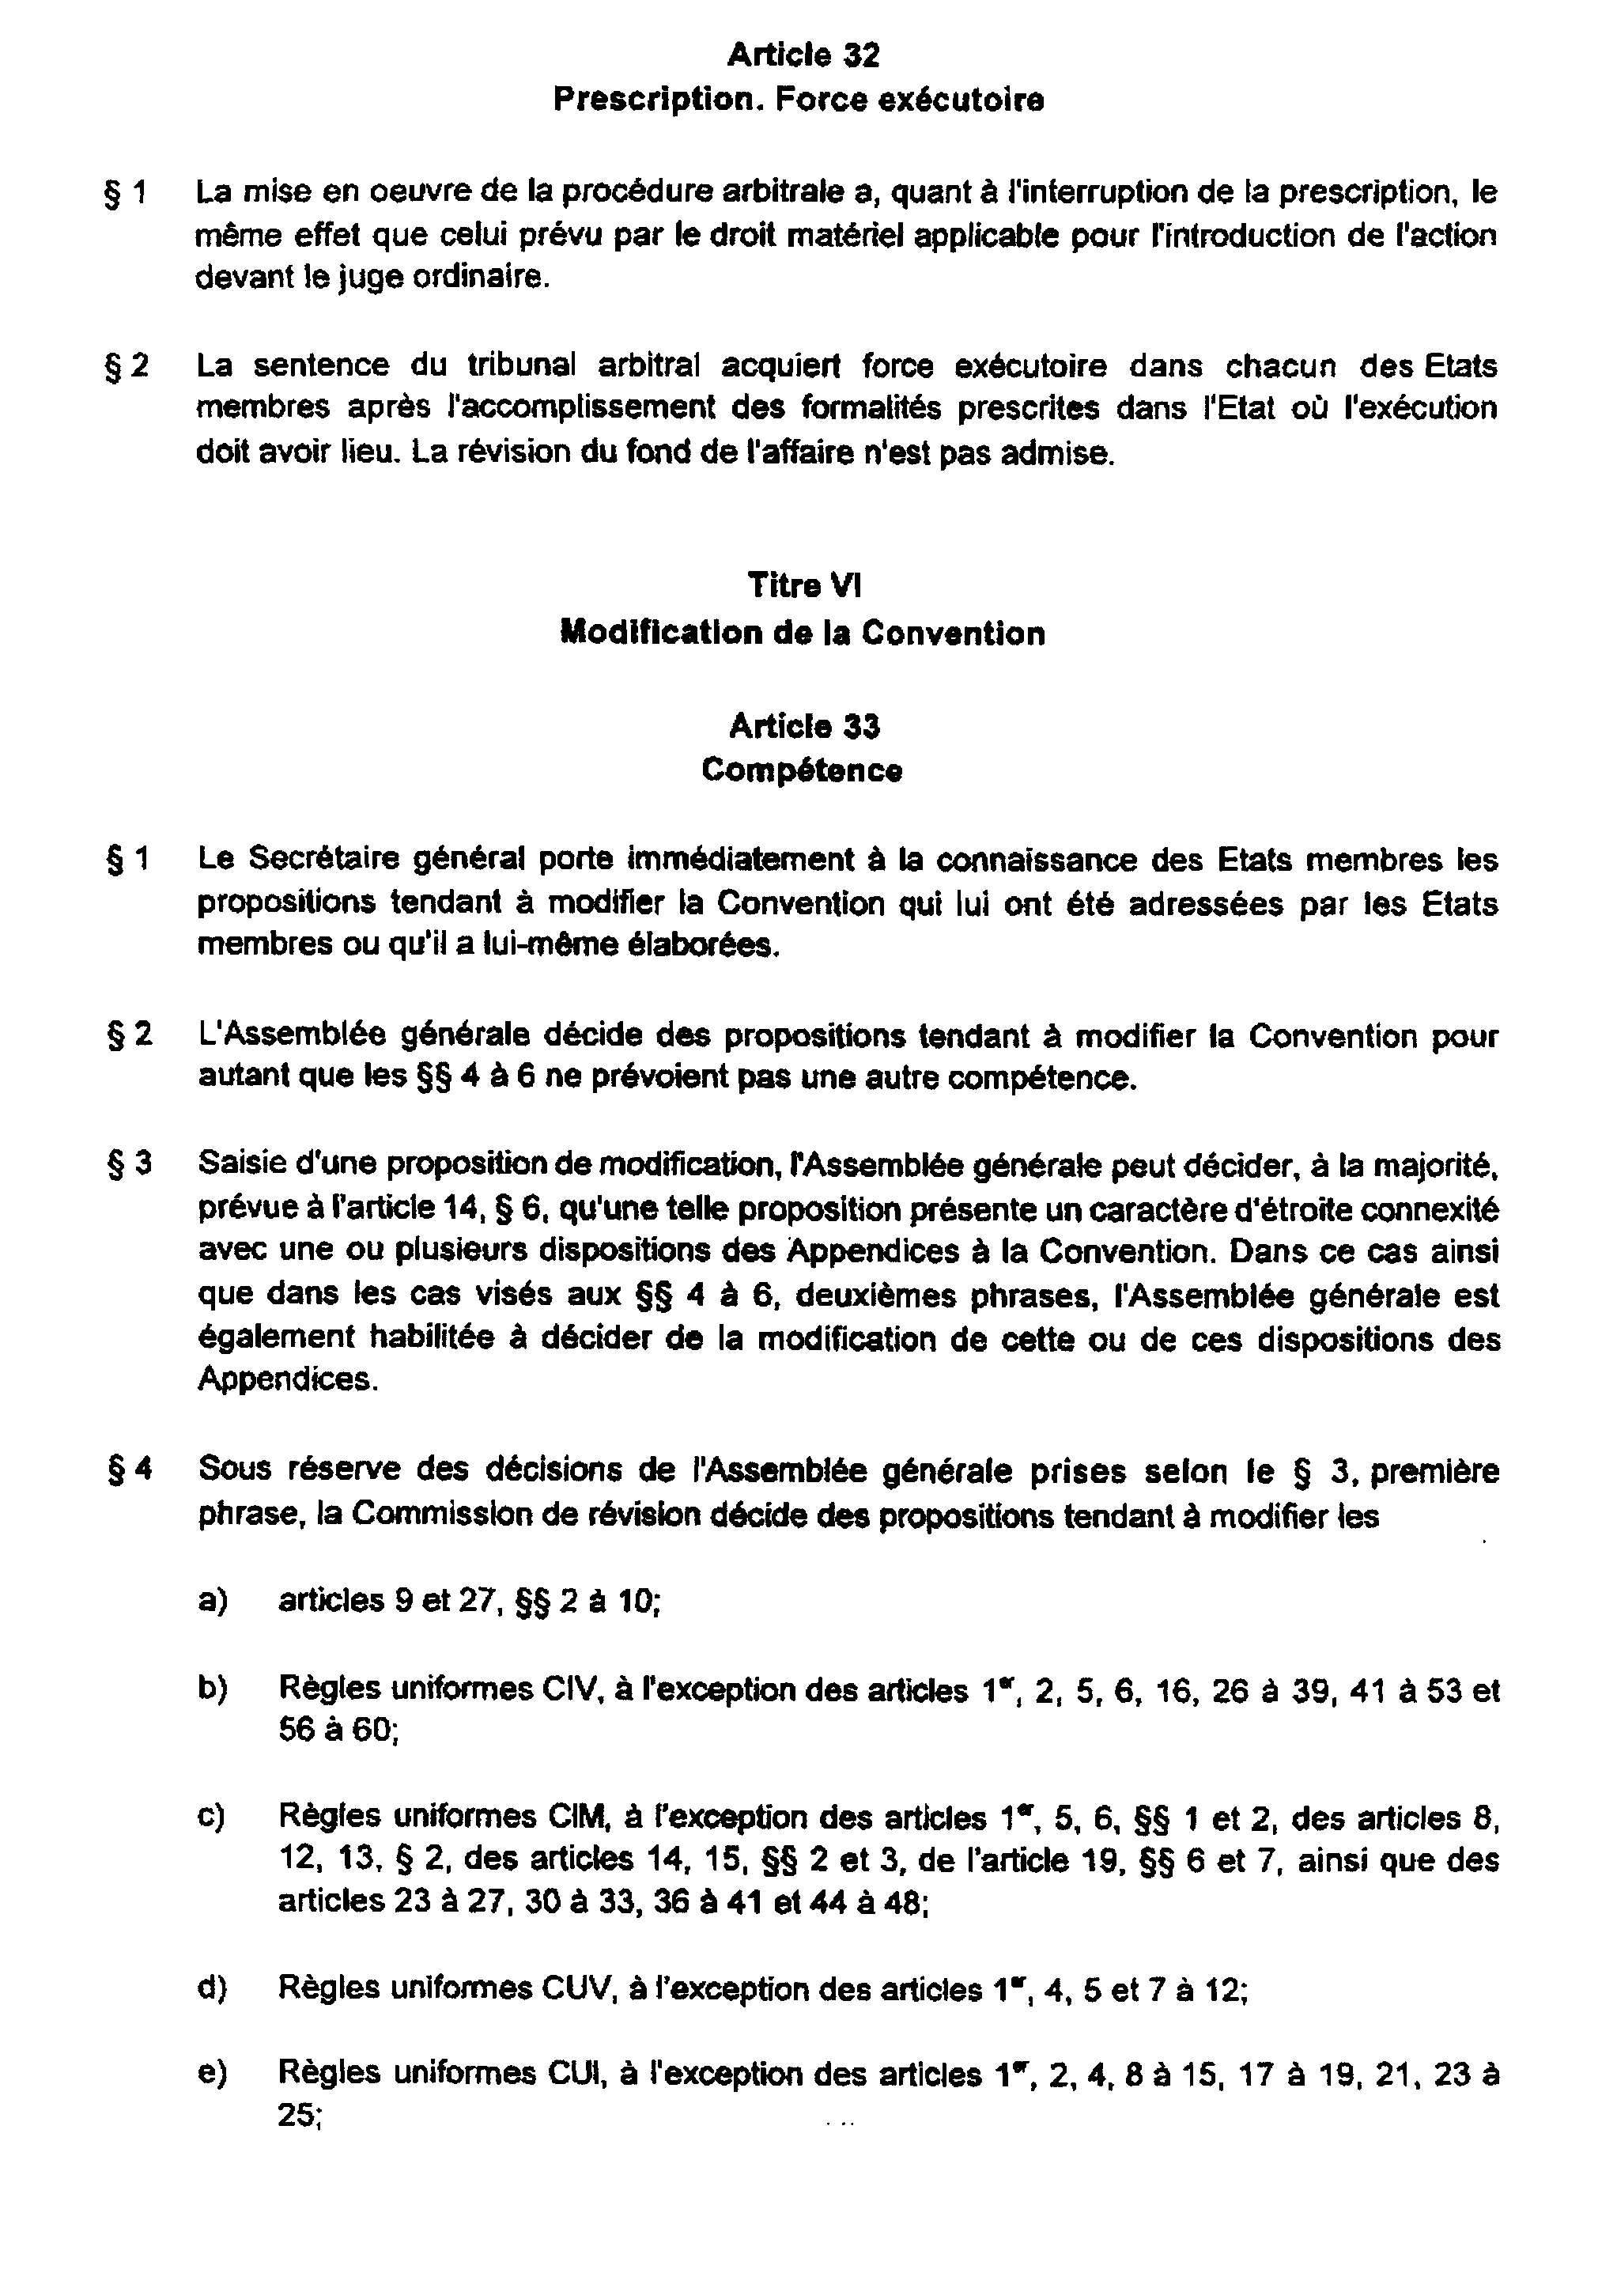 Article 32
Prescription. Force exécutoire
§ 1 La mise en oeuvre de la procédure arbitrale a, quant à l'interruption de la prescription, le
même effet que celui prévu par le droit matériel applicable pour l'introduction de l'action
devant le juge ordinaire.
§ 2 La sentence du tribunal arbitral acquiert force exécutoire dans chacun des Etats
membres après l'accomplissement des formalités prescrites dans l'Etat où l'exécution
doit avoir lieu. La révision du fond de l'affaire n'est pas admise.
Titre VI
Modification de la Convention
Article 33
Compétence
§ 1 Le Secrétaire général porte immédiatement à la connaissance des Etats membres les
propositions tendant à modifier la Convention qui lui ont été adressées par les Etats
membres ou qu'il a lui-même élaborées.
§ 2 L'Assemblée générale décide des propositions tendant à modifier la Convention pour
autant que les §§ 4 à 6 ne prévoient pas une autre compétence.
§ 3 Saisie d'une proposition de modification, l'Assemblée générale peut décider, à la majorité,
prévue à l'article 14, § 6, qu'une telle proposition présente un caractère d'étroite connexité
avec une ou plusieurs dispositions des Appendices à la Convention. Dans ce cas ainsi
que dans les cas visés aux §§ 4 à 6, deuxièmes phrases, l'Assemblée générale est
également habilitée à décider de la modification de cette ou de ces dispositions des
Appendices.
§ 4 Sous réserve des décisions de l'Assemblée générale prises selon le § 3, première
phrase, la Commission de révision décide des propositions tendant à modifier les
a) articles 9 et 27, §§ 2 à 10;
b) Règles uniformes CIV, à l'exception des articles 1er, 2, 5, 6, 16, 26 à 39, 41 à 53 et
56 à 60;
c) Règles uniformes CIM, à l'exception des articles 1er, 5, 6, §§ 1 et 2, des articles 8,
12, 13, § 2, des articles 14, 15, §§ 2 et 3, de l'article 19, §§ 6 et 7, ainsi que des
articles 23 à 27, 30 à 33, 36 à 41 et 44 à 48;
d) Règles uniformes CUV, à l'exception des articles 1er, 4, 5 et 7 à 12;
e) Règles uniformes CUI, à l'exception des articles 1er, 2, 4, 8 à 15, 17 à 19, 21, 23 à
25;